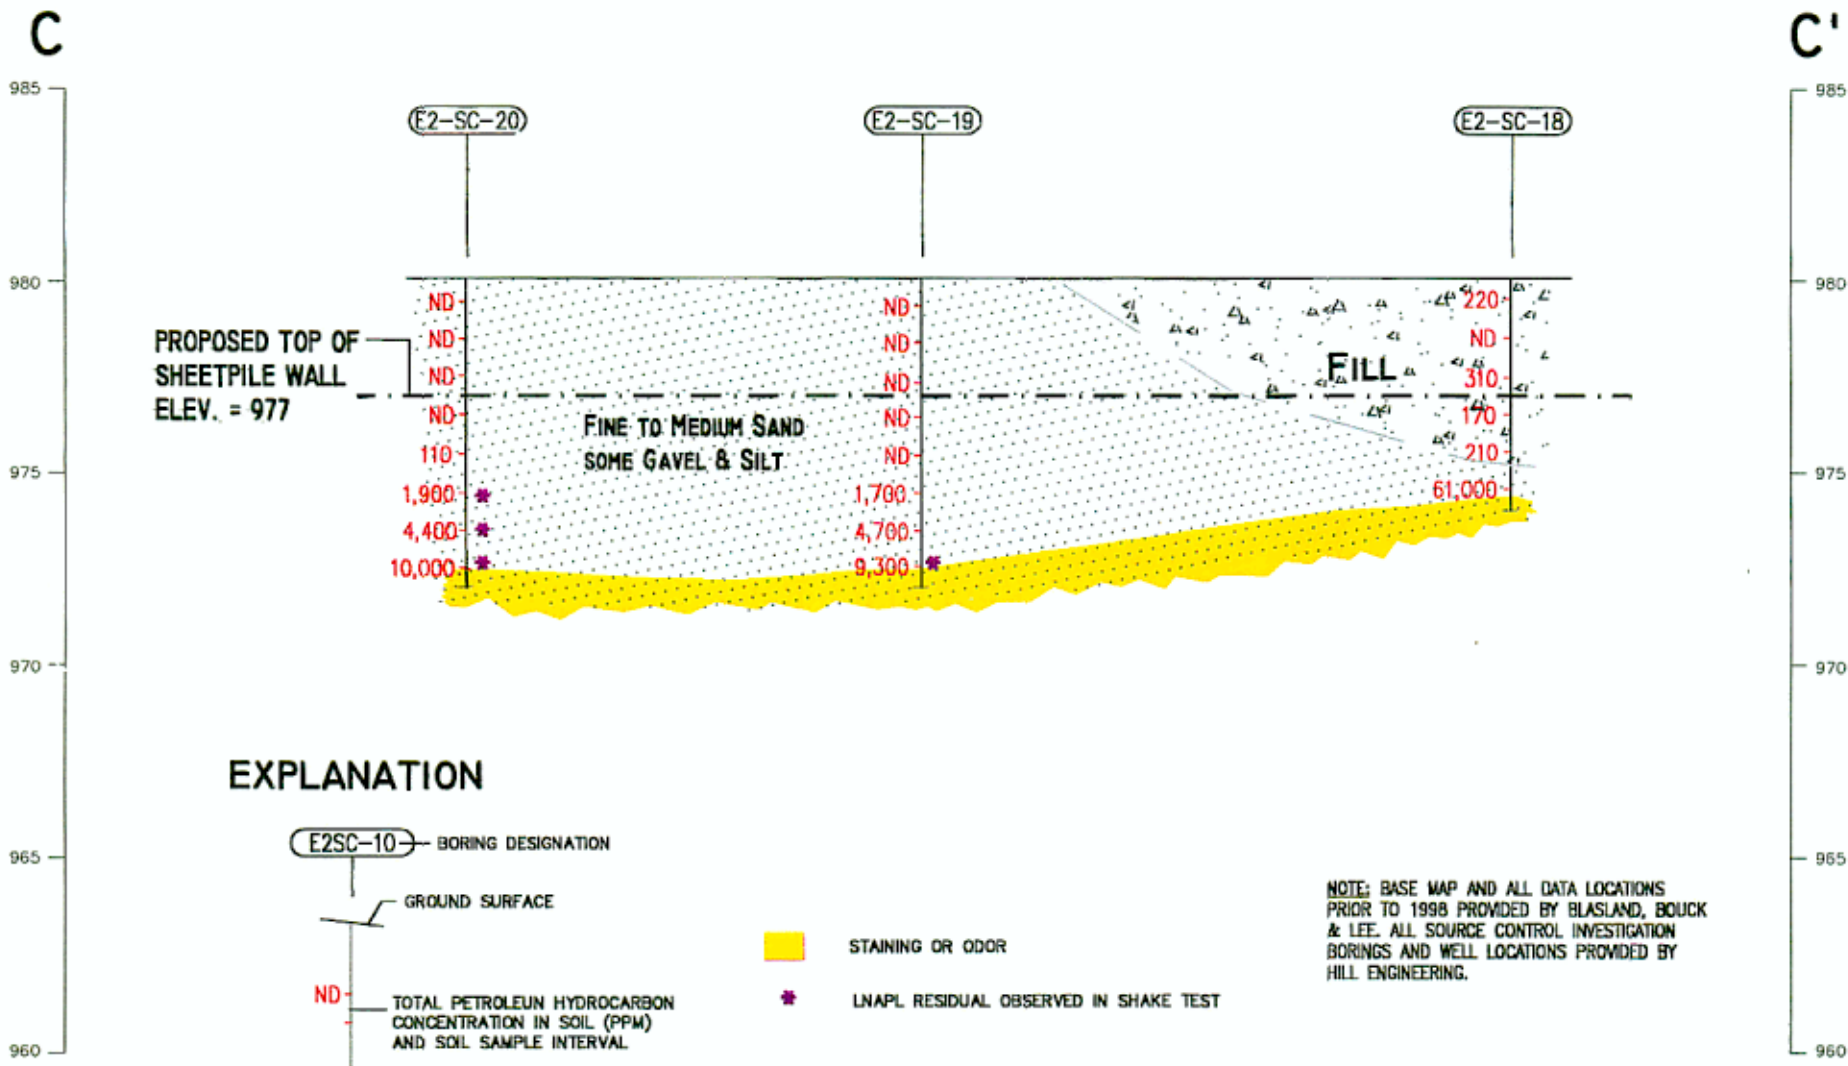 C
C'
985
985
E2-SC-20
E2-SC-19
E2-SC-18
980
980
ND
ND
220
ND
ND
ND
PROPOSED TOP OF
SHEETPILE WALL
ELEV. = 977
ND
ND
310
FILL
ND
ND
170
FINE TO MEDIUM SAND
SOME GAVEL & SILT
110
ND
210
975
975
1,900 *
1,700
61,000
4,400 *
4,700
10,000 *
9,300 *
970
970
EXPLANATION
965
965
E2SC-10
BORING DESIGNATION
GROUND SURFACE
ND
TOTAL PETROLEUN HYDROCARBON
CONCENTRATION IN SOIL (PPM)
AND SOIL SAMPLE INTERVAL
STAINING OR ODOR
* LNAPL RESIDUAL OBSERVED IN SHAKE TEST
NOTE: BASE MAP AND ALL DATA LOCATIONS
PRIOR TO 1998 PROVIDED BY BLASLAND, BOUCK
& LEE. ALL SOURCE CONTROL INVESTIGATION
BORINGS AND WELL LOCATIONS PROVIDED BY
HILL ENGINEERING.
960
960